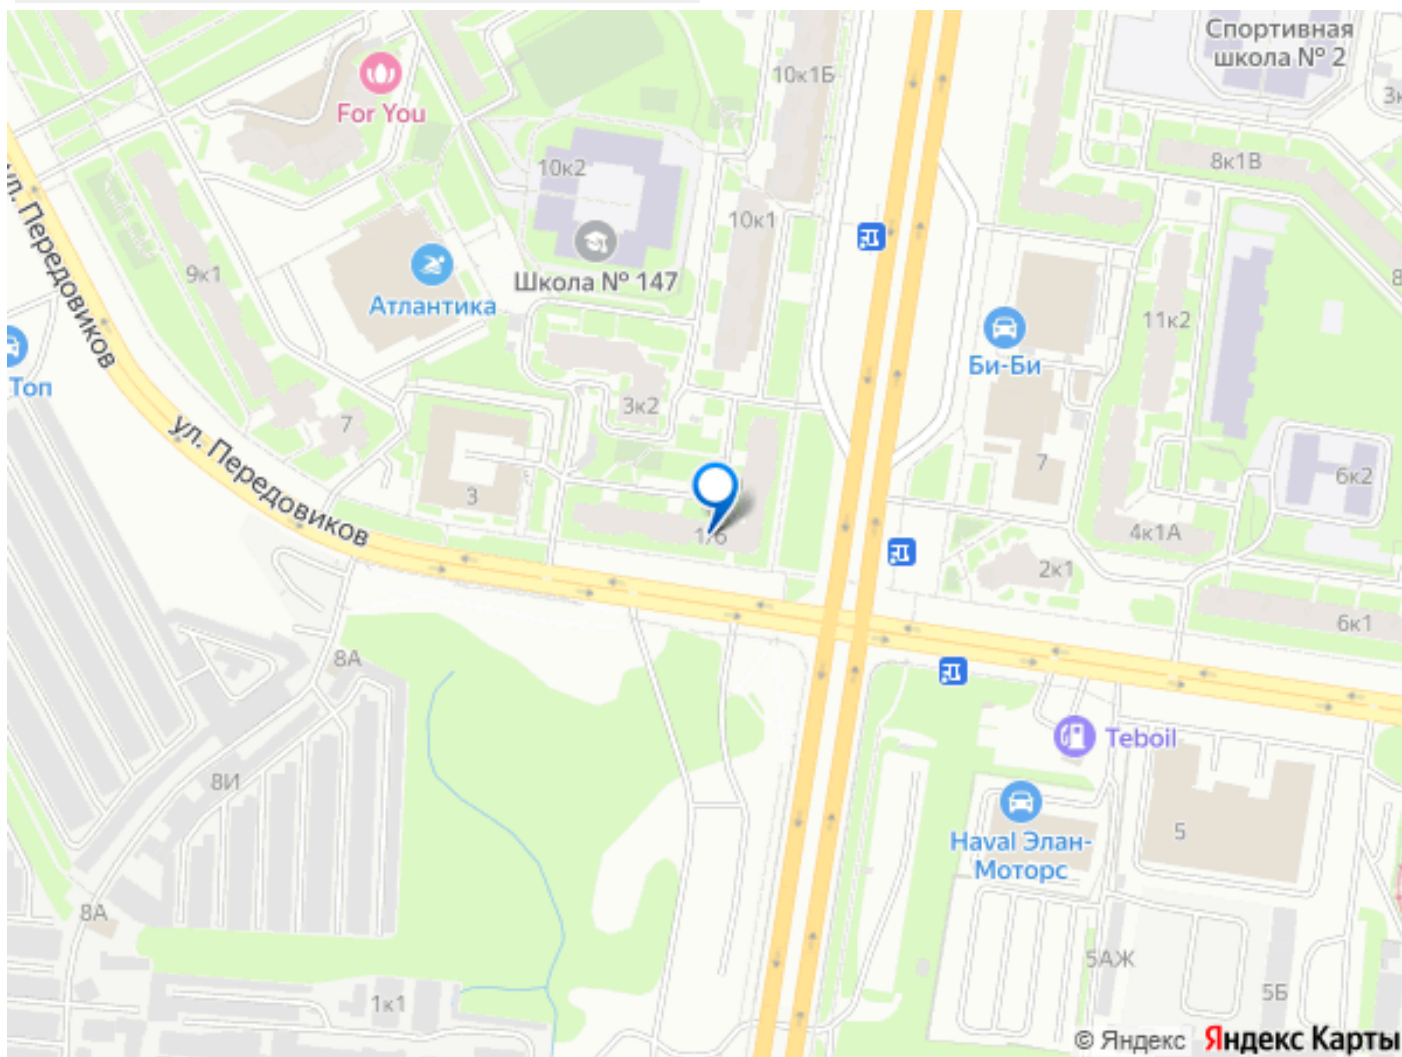 Спортивная
школа № 2
10к1Б
3к
For You
8к1В
10к2
10к1
ул. Передовиков
9к1
Школа № 147
Атлантика
8
11к2
Би-Би
Топ
3к2
7
ул. Передовиков
7
6к2
3
1/6
4к1А
2к1
6к1
8А
Teboil
8И
5
Haval Элан-
Моторс
8А
5АЖ
5Б
1к1
© Яндекс Яндекс Карты